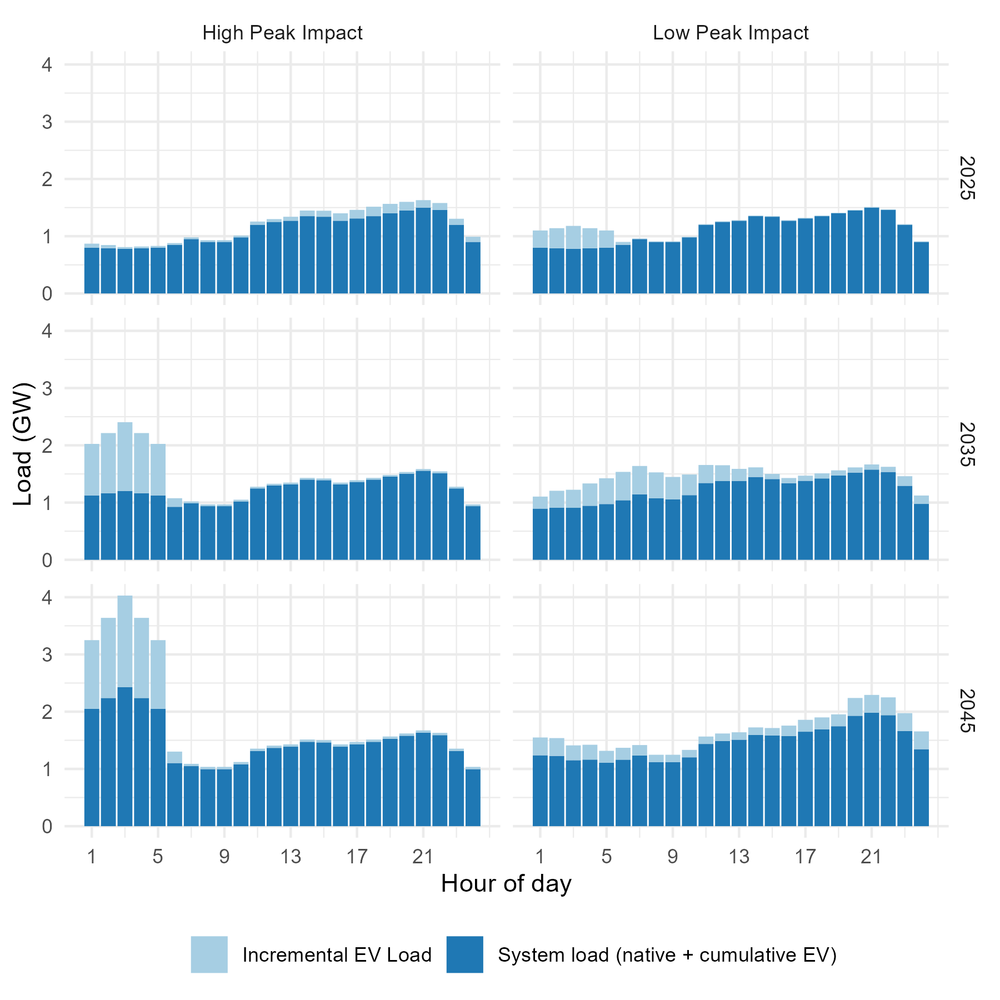 High Peak Impact
Low Peak Impact
4
3
2
1
0
2025
4
3
2
1
0
2035
4
3
2
1
0
2045
Load (GW)
1 5 9 13 17 21
1 5 9 13 17 21
Hour of day
Incremental EV Load
System load (native + cumulative EV)